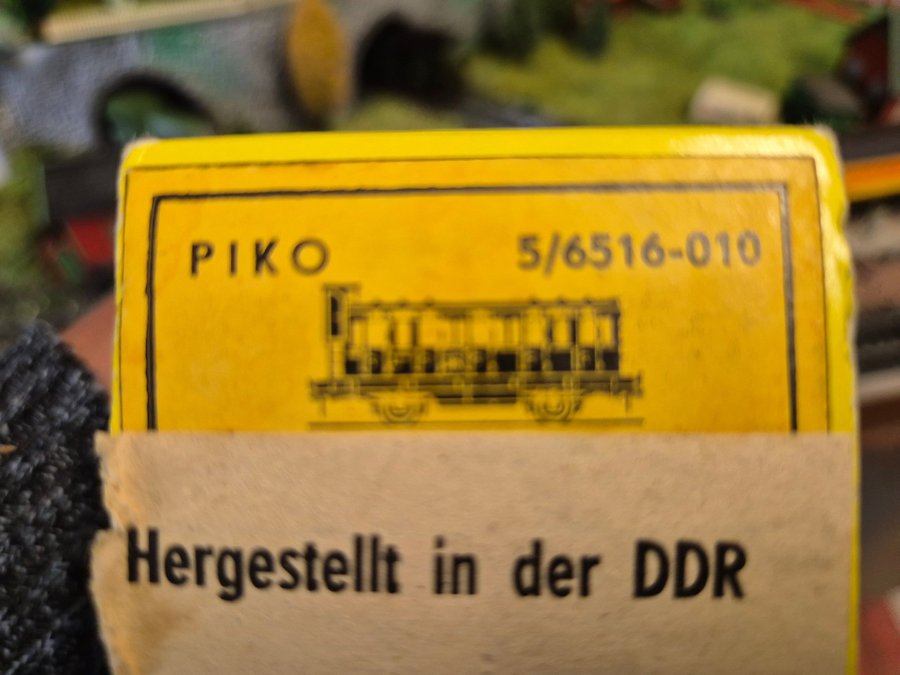 PIKO 5/6516-010
Hergestellt in der DDR